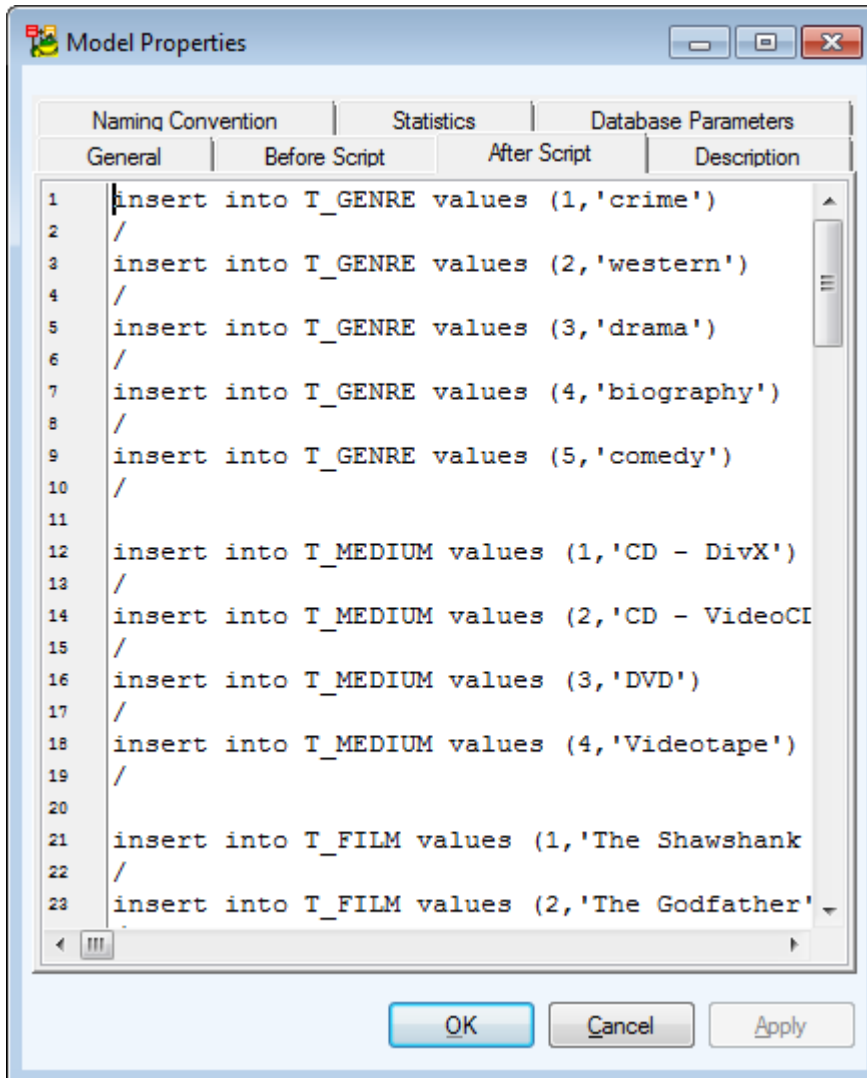 Model Properties
Naming Convention Statistics Database Parameters
General Before Script After Script Description
1 insert into T_GENRE values (1,'crime')
2 /
3 insert into T_GENRE values (2,'western')
4 /
5 insert into T_GENRE values (3,'drama')
6 /
7 insert into T_GENRE values (4,'biography')
8 /
9 insert into T_GENRE values (5,'comedy')
10 /
11
12 insert into T_MEDIUM values (1,'CD - DivX')
13 /
14 insert into T_MEDIUM values (2,'CD - VideoCD
15 /
16 insert into T_MEDIUM values (3,'DVD')
17 /
18 insert into T_MEDIUM values (4,'Videotape')
19 /
20
21 insert into T_FILM values (1,'The Shawshank
22 /
23 insert into T_FILM values (2,'The Godfather'
OK Cancel Apply